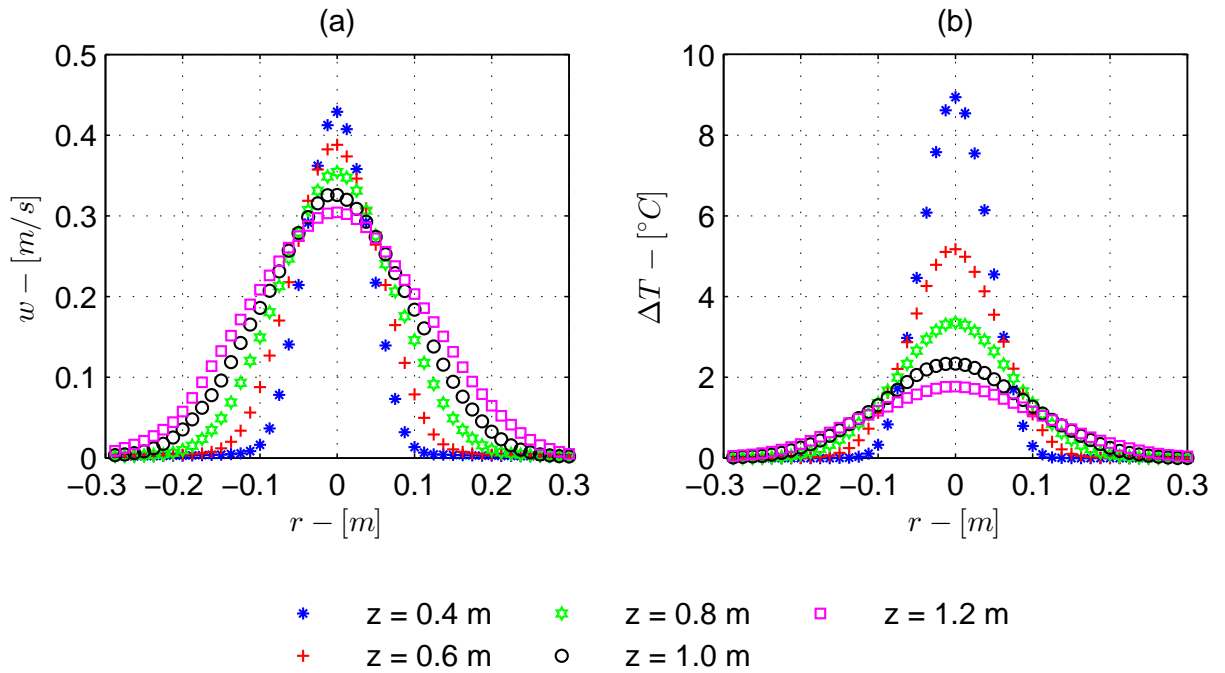 (a)
0.5
0.4
0.3
0.2
0.1
0
w − [m/s]
−0.3 −0.2 −0.1 0 0.1 0.2 0.3
r − [m]
(b)
10
8
6
4
2
0
ΔT − [°C]
−0.3 −0.2 −0.1 0 0.1 0.2 0.3
r − [m]
z = 0.4 m
z = 0.6 m
z = 0.8 m
z = 1.0 m
z = 1.2 m